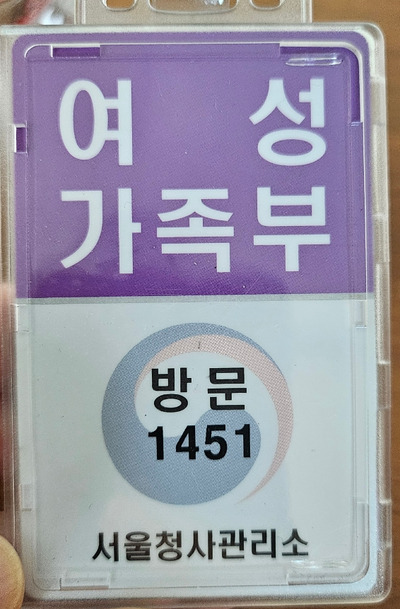 여 성
가족부
방 문
1451
서울청사관리소